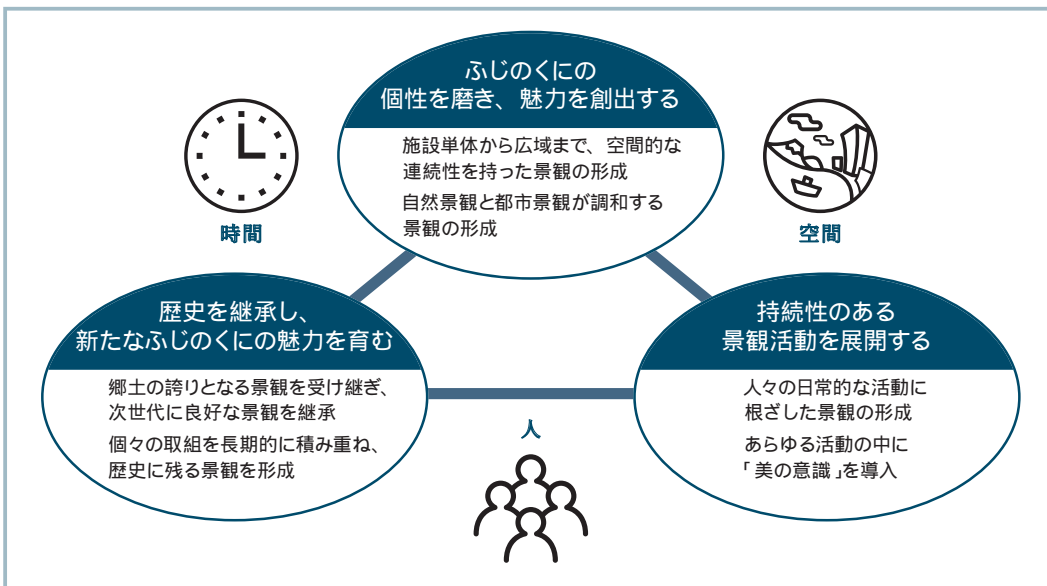 ふじのくにの
個性を磨き、魅力を創出する
施設単体から広域まで、空間的な
連続性を持った景観の形成
自然景観と都市景観が調和する
景観の形成
時間
空間
歴史を継承し、
新たなふじのくにの魅力を育む
郷土の誇りとなる景観を受け継ぎ、
次世代に良好な景観を継承
個々の取組を長期的に積み重ね、
歴史に残る景観を形成
持続性のある
景観活動を展開する
人々の日常的な活動に
根ざした景観の形成
あらゆる活動の中に
「美の意識」を導入
人